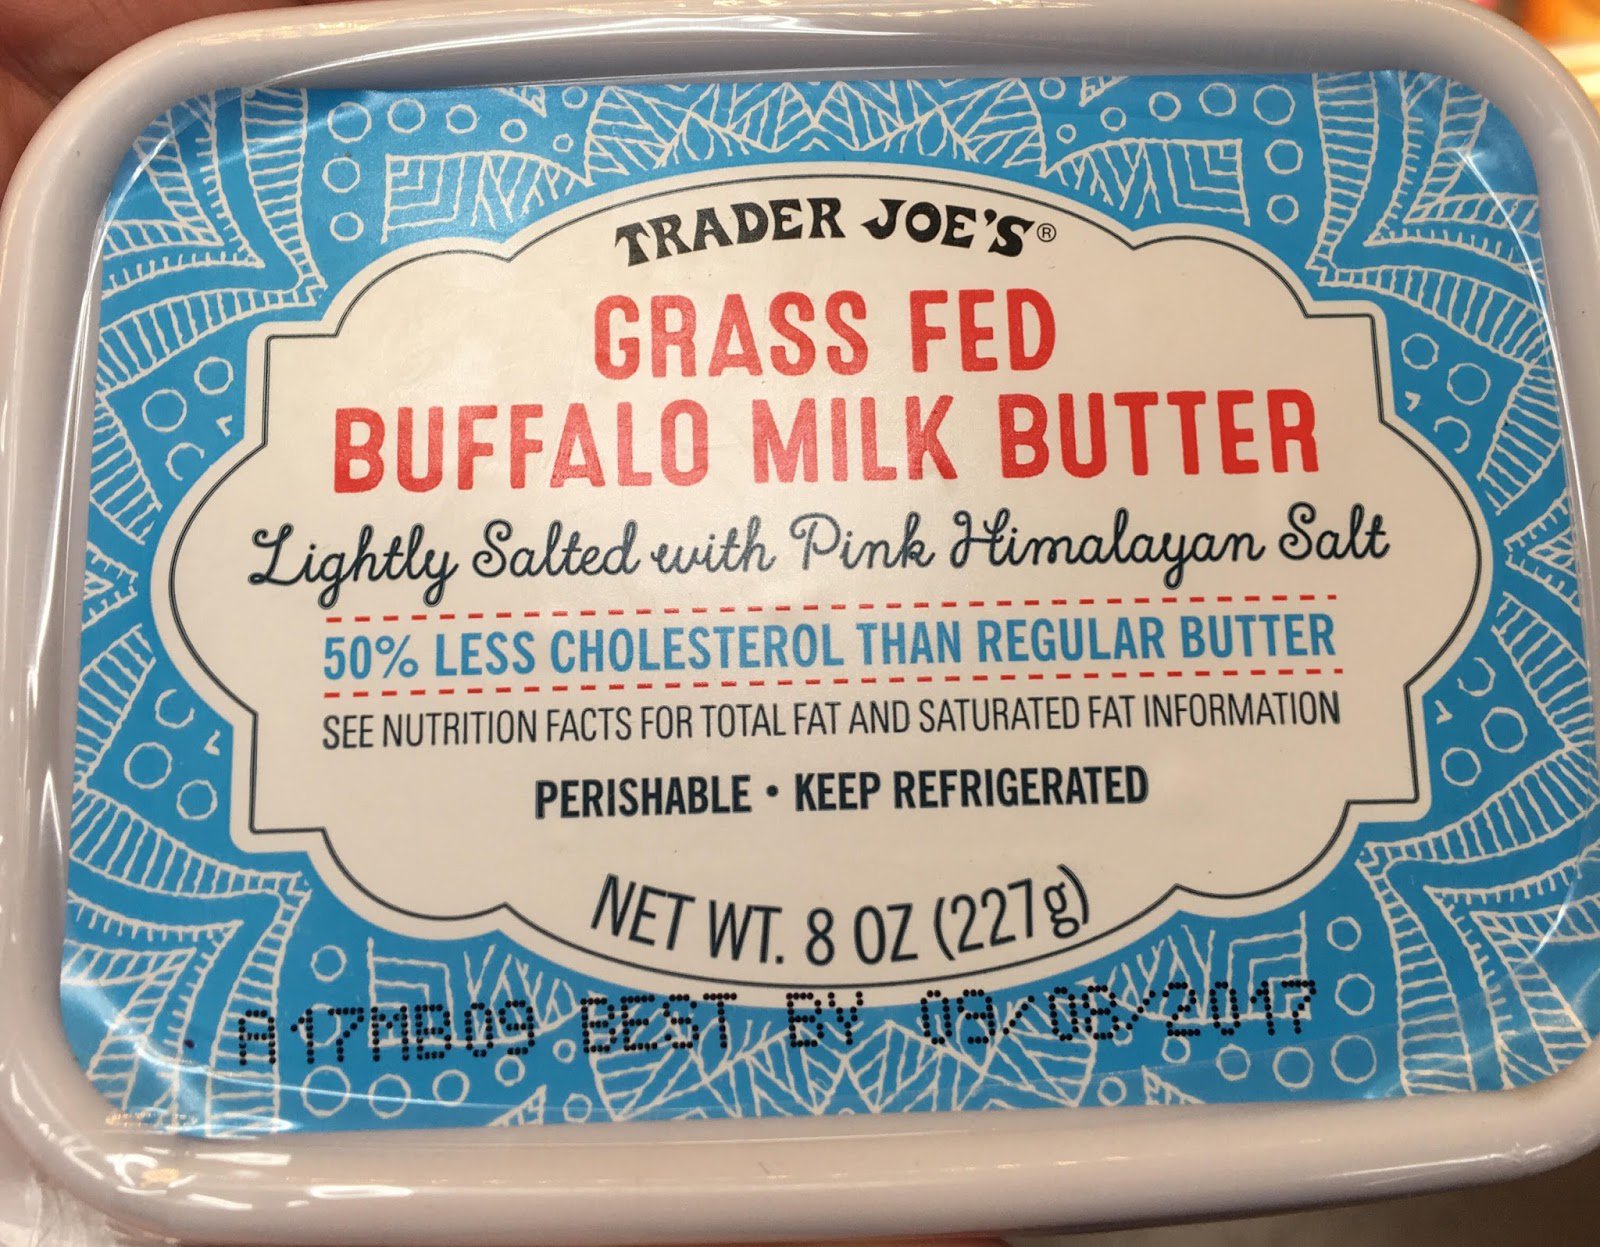 TRADER JOE'S®
GRASS FED
BUFFALO MILK BUTTER
Lightly Salted with Pink Himalayan Salt
50% LESS CHOLESTEROL THAN REGULAR BUTTER
SEE NUTRITION FACTS FOR TOTAL FAT AND SATURATED FAT INFORMATION
PERISHABLE • KEEP REFRIGERATED
NET WT. 8 OZ (227g)
A17MB09 BEST BY 09/08/2017